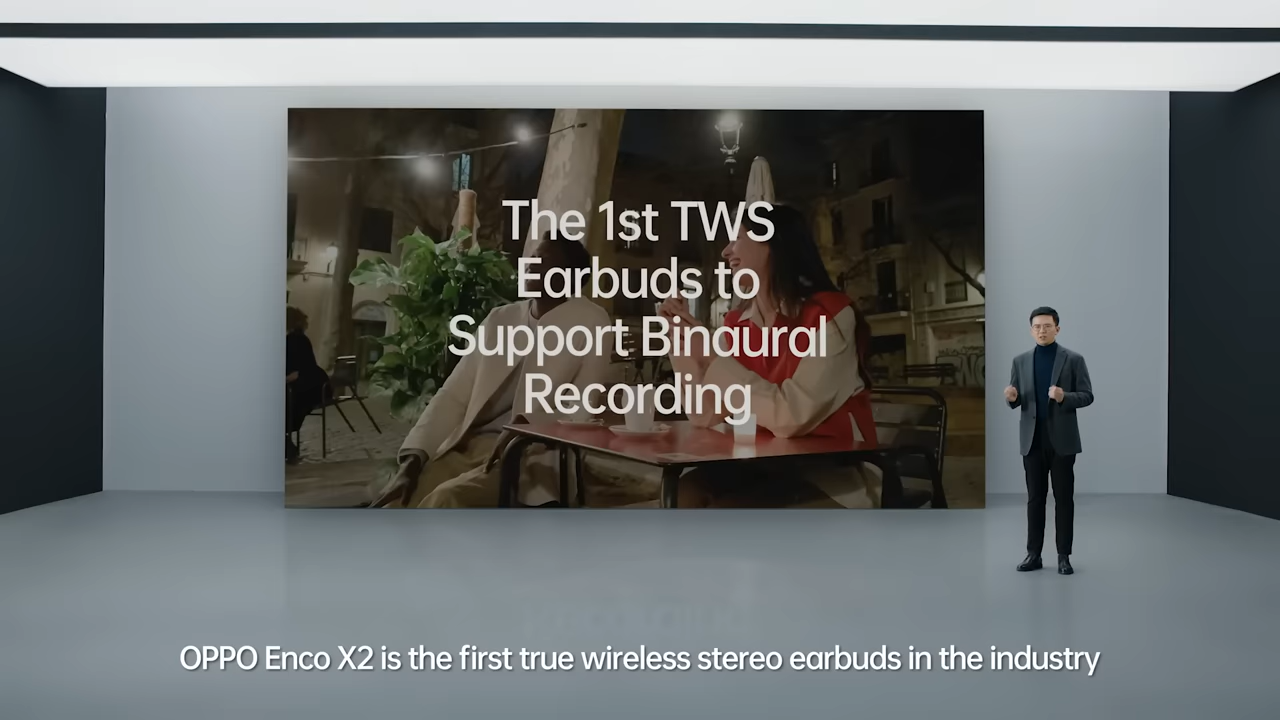 The 1st TWS
Earbuds to
Support Binaural
Recording
OPPO Enco X2 is the first true wireless stereo earbuds in the industry